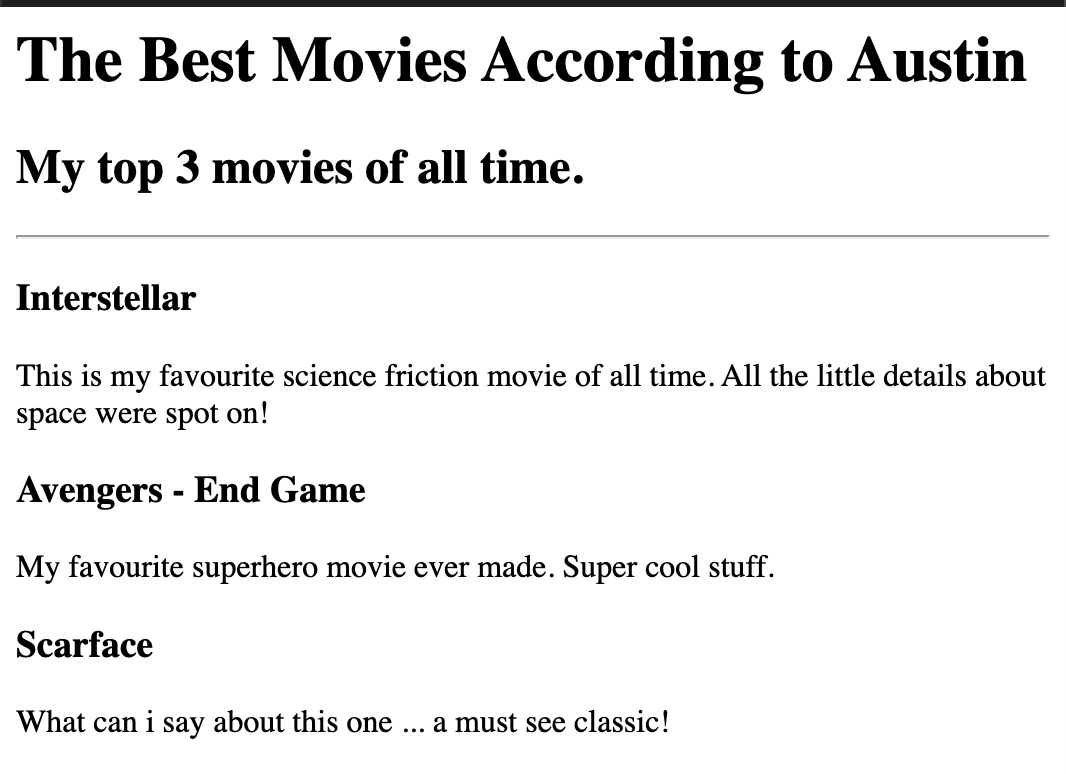 The Best Movies According to Austin
My top 3 movies of all time.
Interstellar
This is my favourite science friction movie of all time. All the little details about
space were spot on!
Avengers - End Game
My favourite superhero movie ever made. Super cool stuff.
Scarface
What can i say about this one ... a must see classic!